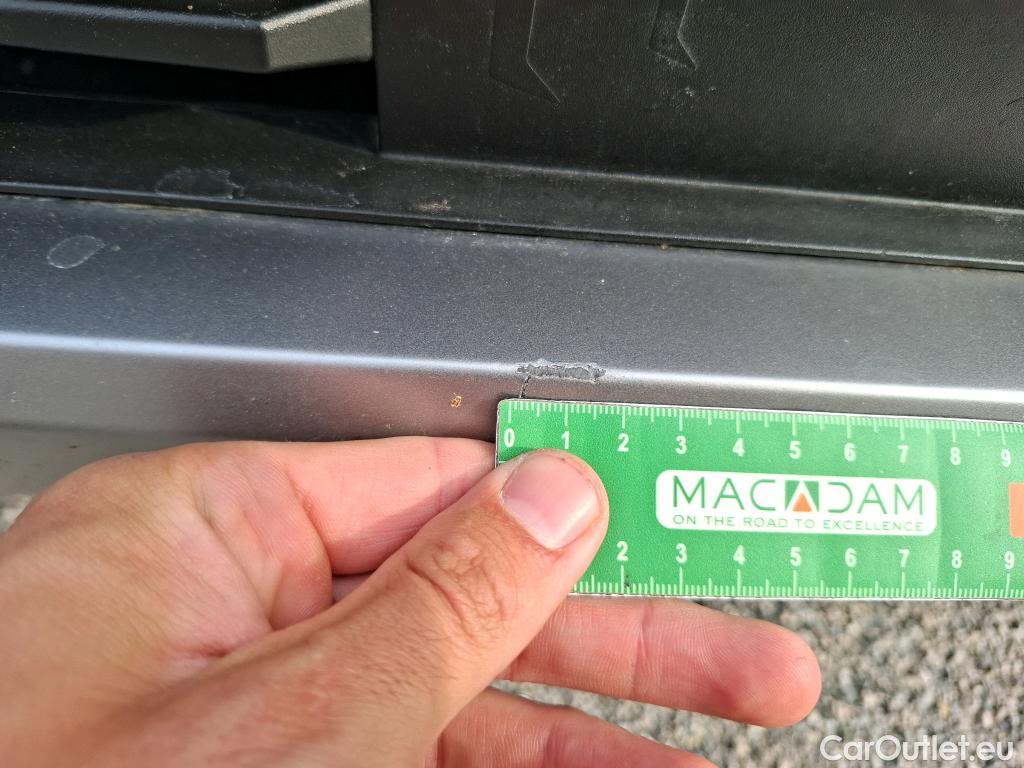 0 1 2 3 4 5 6 7 8 9
MACADAM
ON THE ROAD TO EXCELLENCE
2 3 4 5 6 7 8 9
CarOutlet.eu